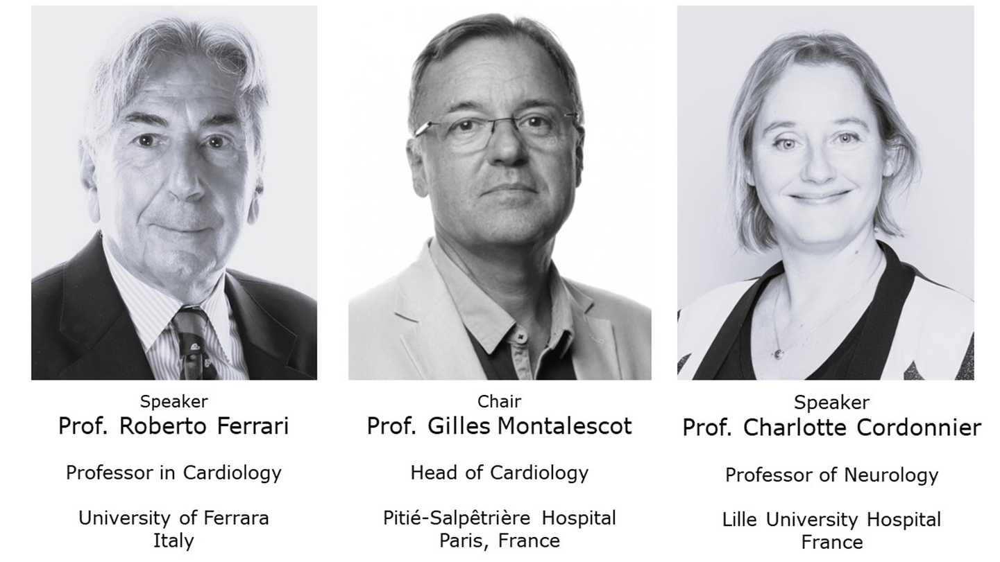 Speaker
Prof. Roberto Ferrari
Professor in Cardiology
University of Ferrara
Italy
Chair
Prof. Gilles Montalescot
Head of Cardiology
Pitié-Salpêtrière Hospital
Paris, France
Speaker
Prof. Charlotte Cordonnier
Professor of Neurology
Lille University Hospital
France